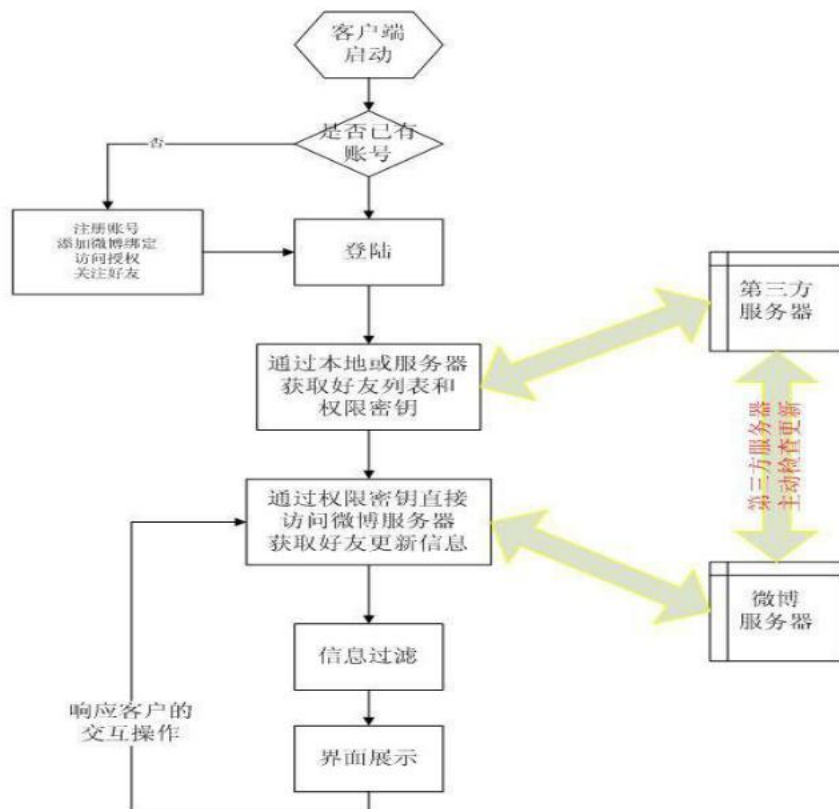 客户端
启动
是否已有
账号
否
注册账号
添加微博绑定
访问授权
关注好友
登陆
第三方
服务器
通过本地或服务器
获取好友列表和
权限密钥
第三方服务器
主动检查更新
通过权限密钥直接
访问微博服务器
获取好友更新信息
微博
服务器
信息过滤
响应客户的
交互操作
界面展示